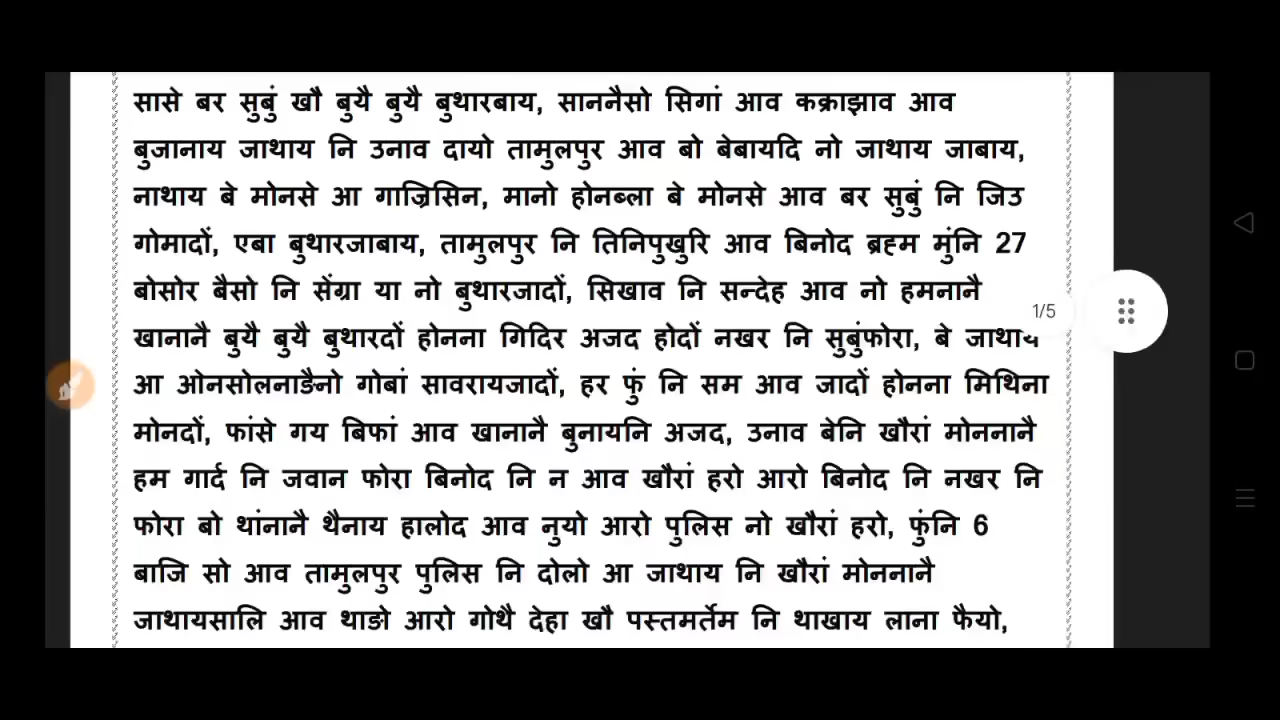 सासे बर सुबुं खौ बुयै बुयै बुथारबाय, साननैसो सिगां आव कक्राझाव आव
बुजानाय जाथाय नि उनाव दायो तामुलपुर आव बो बेबायदि नो जाथाय जाबाय,
नाथाय बे मोनसे आ गाज्रिसिन, मानो होनब्ला बे मोनसे आव बर सुबुं नि जिउ
गोमादों, एबा बुथारजाबाय, तामुलपुर नि तिनिपुखुरि आव बिनोद ब्रह्म मुंनि 27
बोसोर बैसो नि सेंग्रा या नो बुथारजादों, सिखाव नि सन्देह आव नो हमनानै
खानानै बुयै बुयै बुथारदों होनना गिदिर अजद होदों नखर नि सुबुंफोरा, बे जाथाय
1/5
आ ओनसोलनाङैनो गोबां सावरायजादों, हर फुं नि सम आव जादों होनना मिथिना
मोनदों, फांसे गय बिफां आव खानानै बुनायनि अजद, उनाव बेनि खौरां मोननानै
हम गार्द नि जवान फोरा बिनोद नि न आव खौरां हरो आरो बिनोद नि नखर नि
फोरा बो थांनानै थैनाय हालोद आव नुयो आरो पुलिस नो खौरां हरो, फुंनि 6
बाजि सो आव तामुलपुर पुलिस नि दोलो आ जाथाय नि खौरां मोननानै
जाथायसालि आव थाङो आरो गोथै देहा खौ पस्तमर्तेम नि थाखाय लाना फैयो,